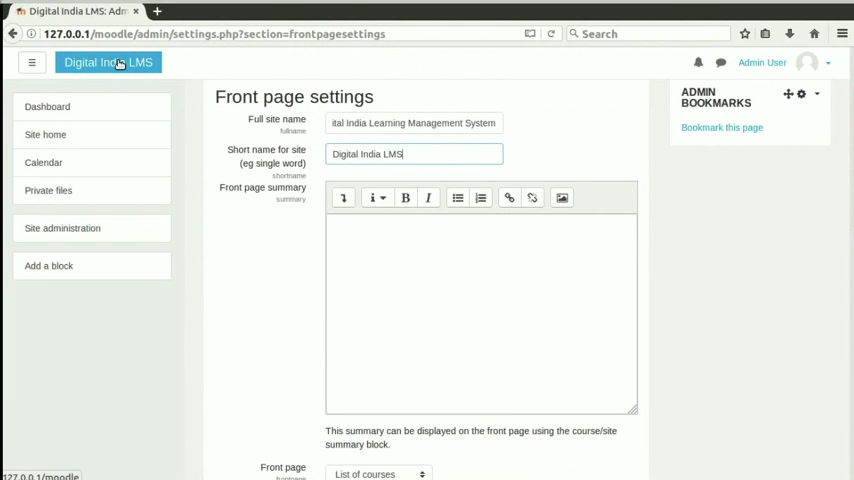 Digital India LMS: Adm
127.0.0.1/moodle/admin/settings.php?section=frontpagesettings
Search
Digital India LMS
Admin User
Dashboard
Site home
Calendar
Private files
Site administration
Add a block
Front page settings
Full site name
fullname
ital India Learning Management System
Short name for site
(eg single word)
shortname
Digital India LMS
Front page summary
summary
This summary can be displayed on the front page using the course/site
summary block.
Front page
frontpage
List of courses
ADMIN
BOOKMARKS
Bookmark this page
127.0.0.1/moodle